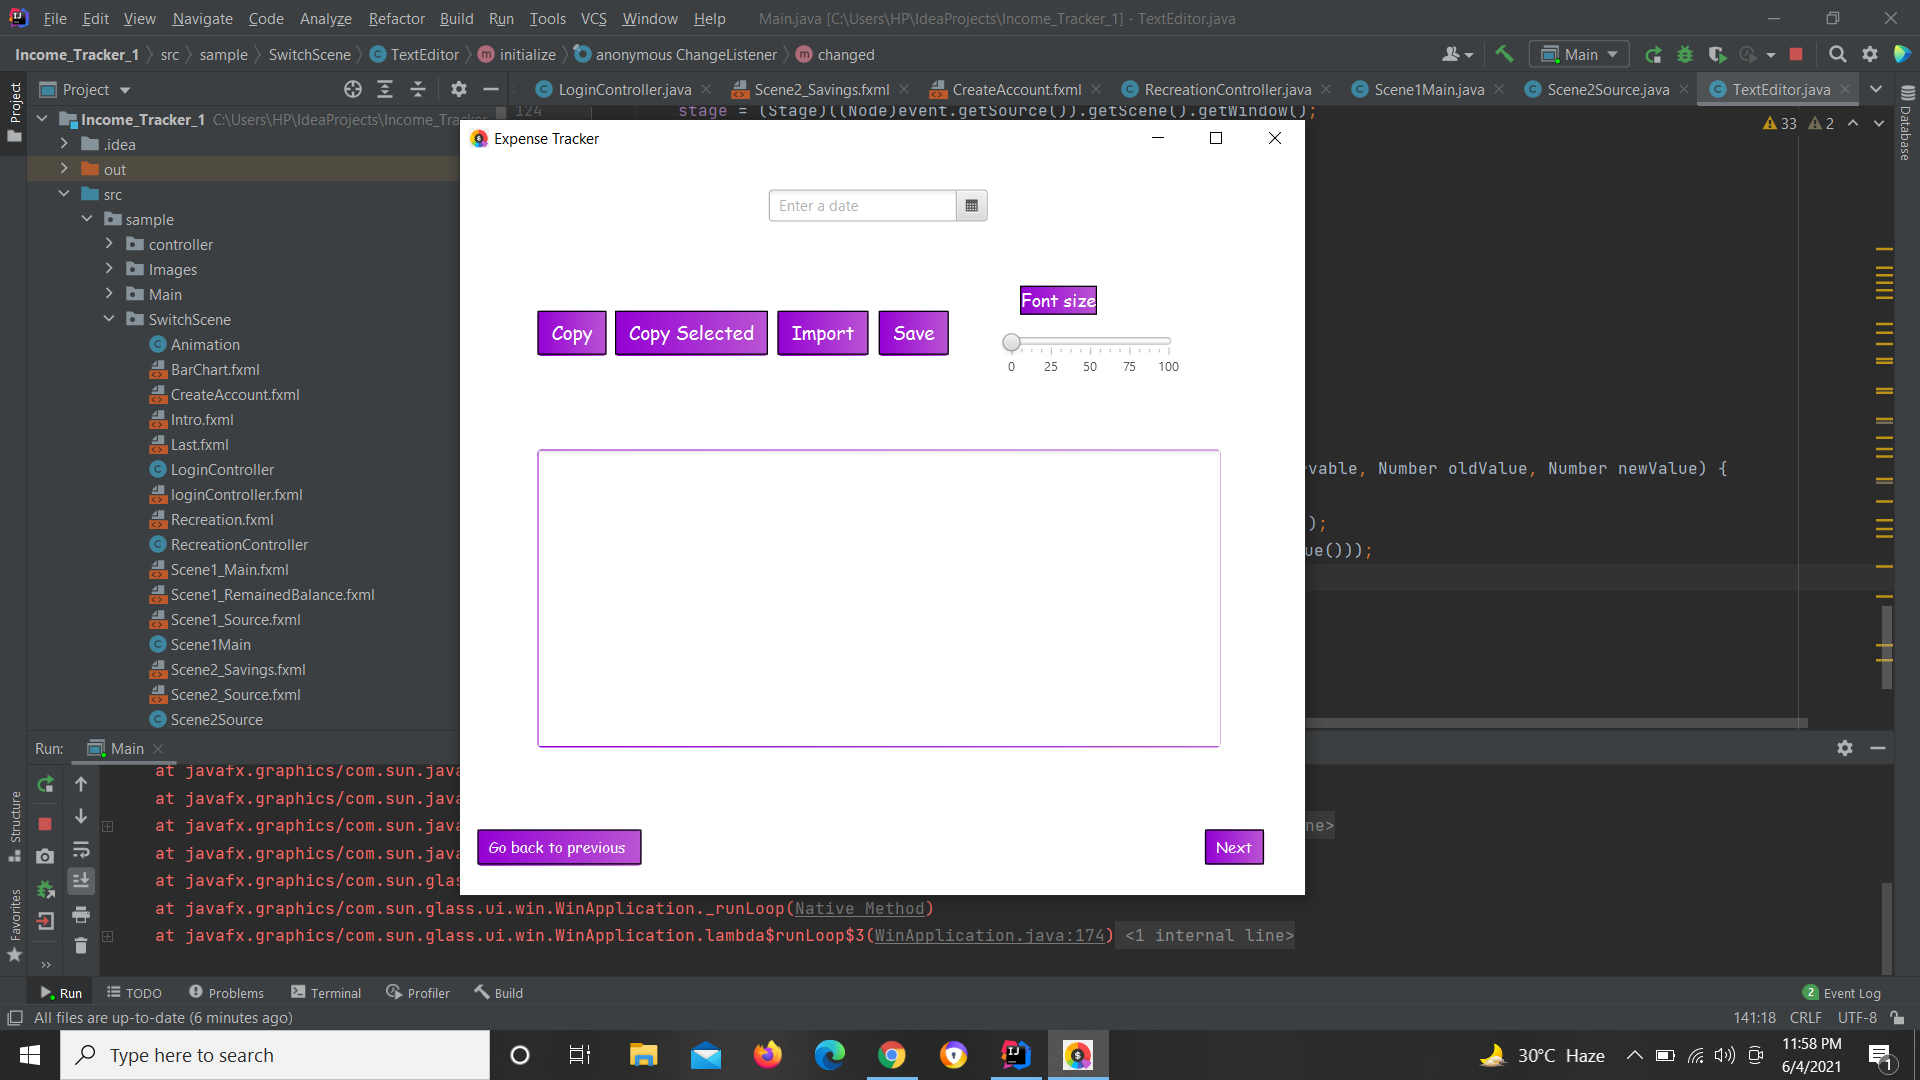 File Edit View Navigate Code Analyze Refactor Build Run Tools VCS Window Help Main.java [C:\Users\HP\IdeaProjects\Income_Tracker_1] - TextEditor.java
Income_Tracker_1 src sample SwitchScene TextEditor initialize anonymous ChangeListener changed Main
Project LoginController.java Scene2_Savings.fxml CreateAccount.fxml RecreationController.java Scene1Main.java Scene2Source.java TextEditor.java
Project
Database
124 stage = (Stage)((Node)event.getSource()).getScene().getWindow();
33 2
Income_Tracker_1 C:\Users\HP\IdeaProjects\Income_Tracker
.idea
out
src
sample
controller
Images
Main
SwitchScene
Animation
BarChart.fxml
CreateAccount.fxml
Intro.fxml
Last.fxml
LoginController
loginController.fxml
Recreation.fxml
RecreationController
Scene1_Main.fxml
Scene1_RemainedBalance.fxml
Scene1_Source.fxml
Scene1Main
Scene2_Savings.fxml
Scene2_Source.fxml
Scene2Source
Expense Tracker
Enter a date
Font size
Copy Copy Selected Import Save
0 25 50 75 100
Go back to previous Next
rvable, Number oldValue, Number newValue) {
);
ue()));
Run: Main
at javafx.graphics/com.sun.java
at javafx.graphics/com.sun.java
at javafx.graphics/com.sun.java
ne>
at javafx.graphics/com.sun.java
at javafx.graphics/com.sun.glas
at javafx.graphics/com.sun.glass.ui.win.WinApplication._runLoop(Native Method)
at javafx.graphics/com.sun.glass.ui.win.WinApplication.lambda$runLoop$3(WinApplication.java:174) <1 internal line>
Structure
Favorites
Run TODO Problems Terminal Profiler Build 2 Event Log
All files are up-to-date (6 minutes ago) 141:18 CRLF UTF-8
Type here to search 30°C Haze 11:58 PM
6/4/2021
1